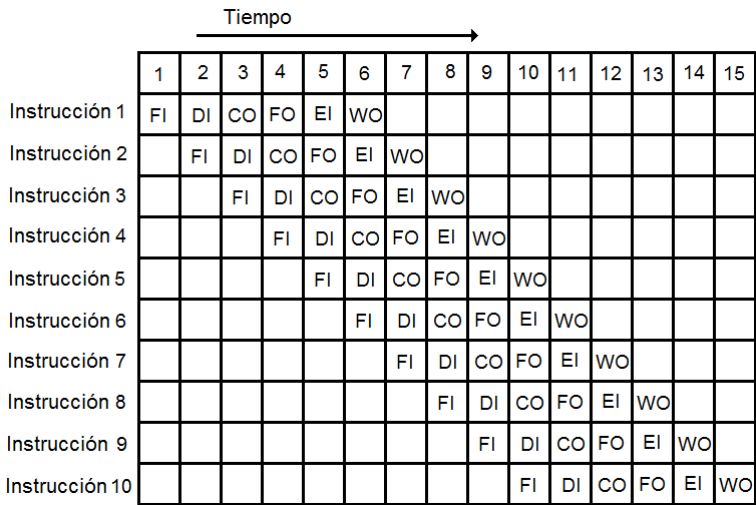 Tiempo
1 2 3 4 5 6 7 8 9 10 11 12 13 14 15
Instrucción 1 FI DI CO FO EI WO
Instrucción 2 FI DI CO FO EI WO
Instrucción 3 FI DI CO FO EI WO
Instrucción 4 FI DI CO FO EI WO
Instrucción 5 FI DI CO FO EI WO
Instrucción 6 FI DI CO FO EI WO
Instrucción 7 FI DI CO FO EI WO
Instrucción 8 FI DI CO FO EI WO
Instrucción 9 FI DI CO FO EI WO
Instrucción 10 FI DI CO FO EI WO